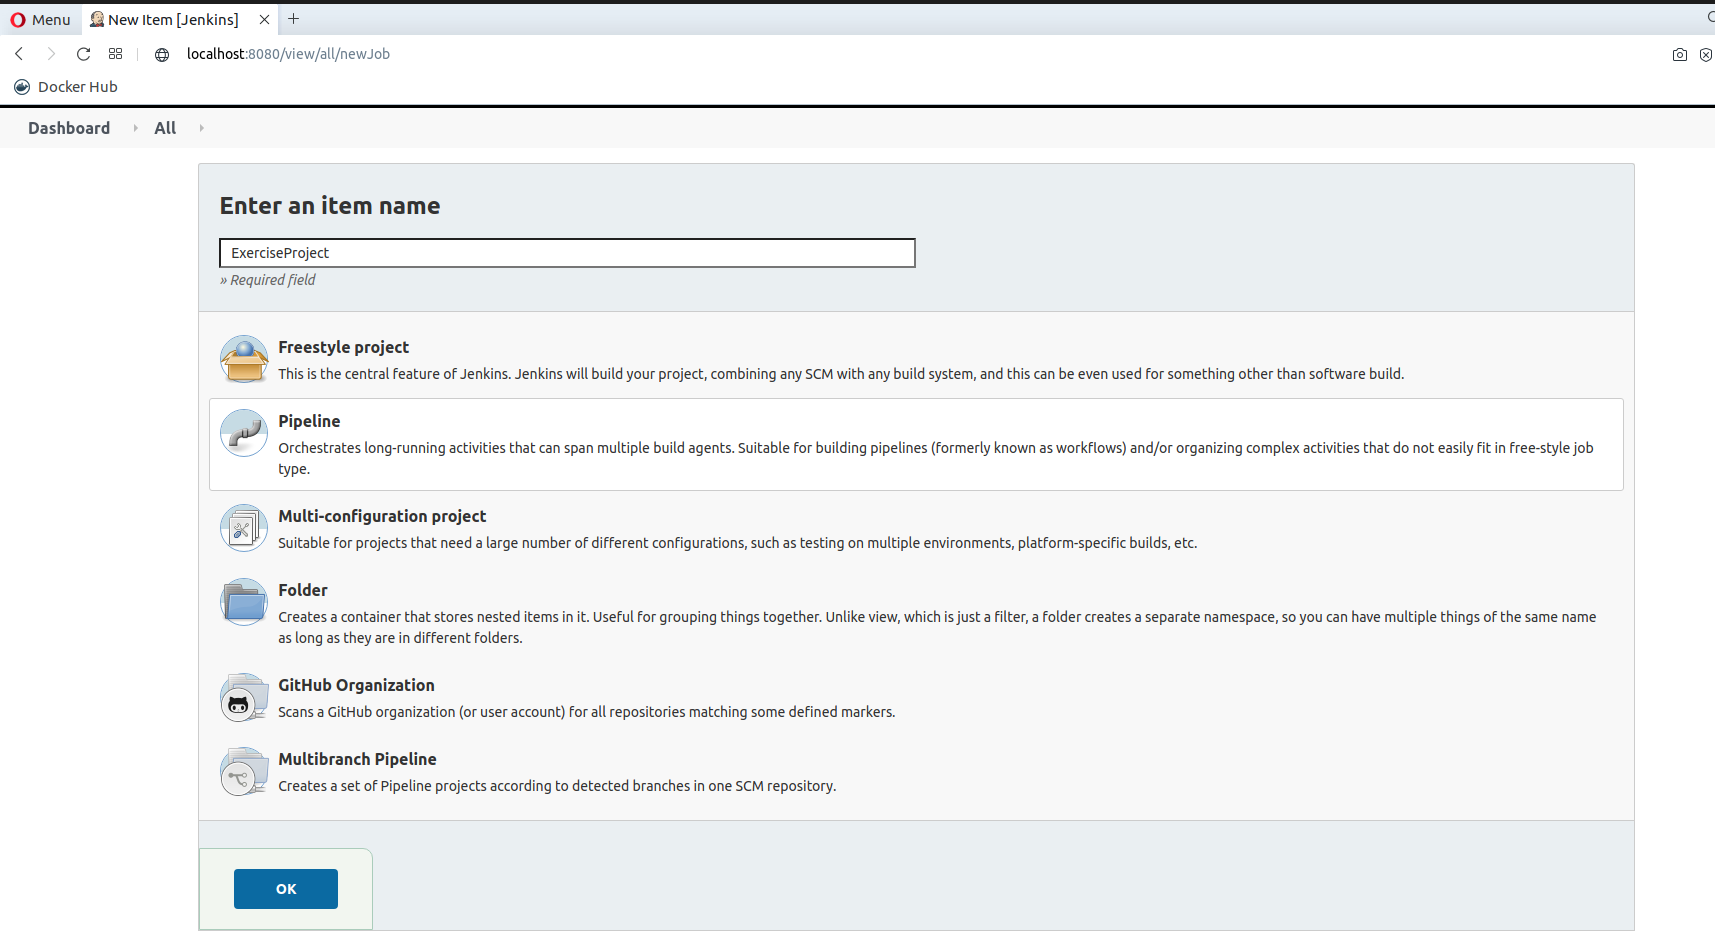 Menu
New Item [Jenkins]
localhost:8080/view/all/newJob
Docker Hub
Dashboard
All
Enter an item name
ExerciseProject
» Required field
Freestyle project
This is the central feature of Jenkins. Jenkins will build your project, combining any SCM with any build system, and this can be even used for something other than software build.
Pipeline
Orchestrates long-running activities that can span multiple build agents. Suitable for building pipelines (formerly known as workflows) and/or organizing complex activities that do not easily fit in free-style job
type.
Multi-configuration project
Suitable for projects that need a large number of different configurations, such as testing on multiple environments, platform-specific builds, etc.
Folder
Creates a container that stores nested items in it. Useful for grouping things together. Unlike view, which is just a filter, a folder creates a separate namespace, so you can have multiple things of the same name
as long as they are in different folders.
GitHub Organization
Scans a GitHub organization (or user account) for all repositories matching some defined markers.
Multibranch Pipeline
Creates a set of Pipeline projects according to detected branches in one SCM repository.
OK